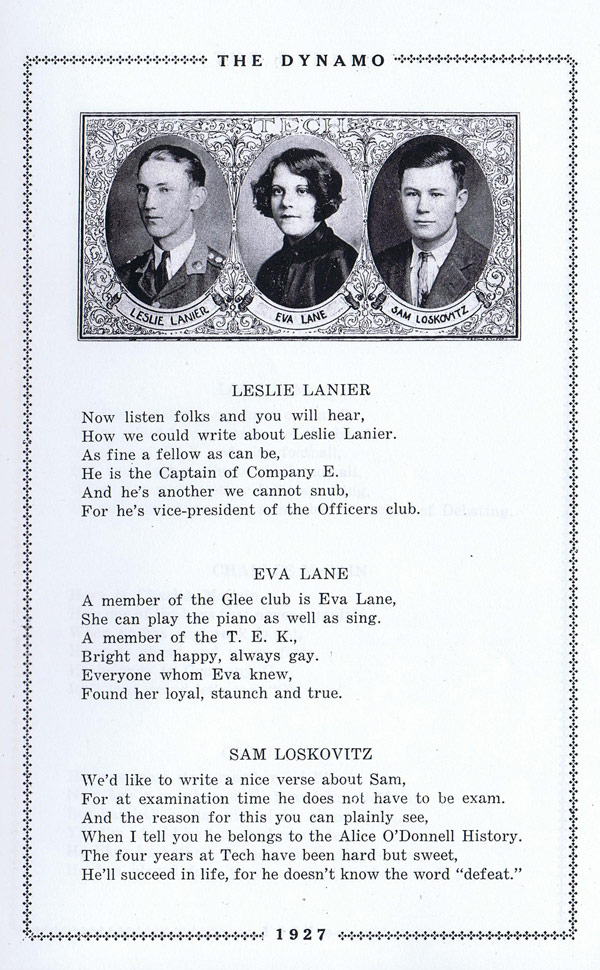 THE DYNAMO
TECH
LESLIE LANIER
EVA LANE
SAM LOSKOVITZ
LESLIE LANIER
Now listen folks and you will hear,
How we could write about Leslie Lanier.
As fine a fellow as can be,
He is the Captain of Company E.
And he's another we cannot snub,
For he's vice-president of the Officers club.
EVA LANE
A member of the Glee club is Eva Lane,
She can play the piano as well as sing.
A member of the T. E. K.,
Bright and happy, always gay.
Everyone whom Eva knew,
Found her loyal, staunch and true.
SAM LOSKOVITZ
We'd like to write a nice verse about Sam,
For at examination time he does not have to be exam.
And the reason for this you can plainly see,
When I tell you he belongs to the Alice O'Donnell History.
The four years at Tech have been hard but sweet,
He'll succeed in life, for he doesn't know the word "defeat."
1927